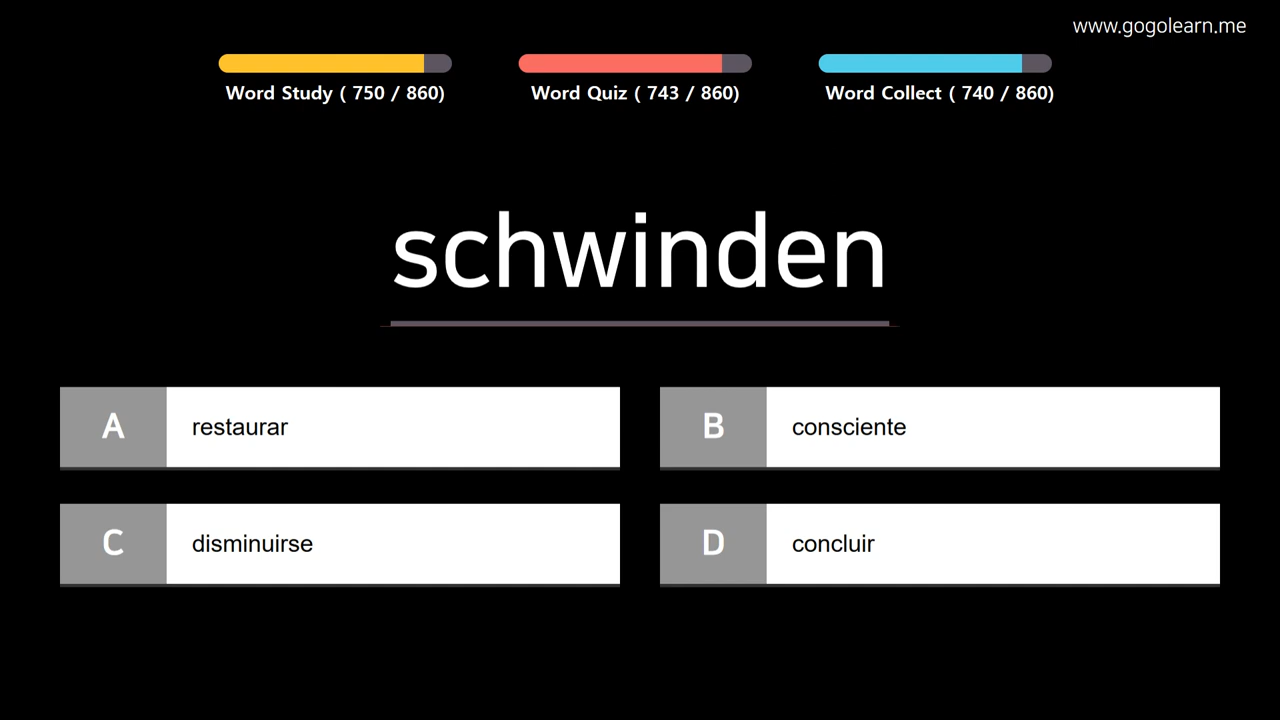 www.gogolearn.me
Word Study ( 750 / 860)
Word Quiz ( 743 / 860)
Word Collect ( 740 / 860)
schwinden
A restaurar
B consciente
C disminuirse
D concluir